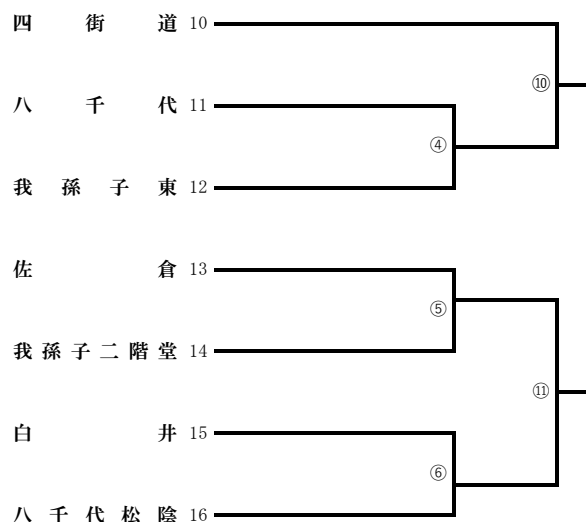 四街道 10
⑩
八千代 11
④
我孫子東 12
佐倉 13
⑤
我孫子二階堂 14
⑪
白井 15
⑥
八千代松陰 16